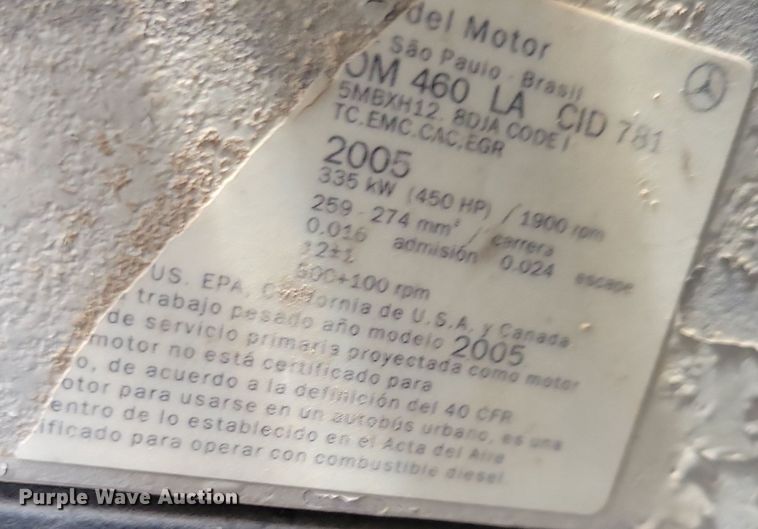 del Motor
São Paulo - Brasil
OM 460 LA CID 781
5MBXH12.8DJA CODE I
TC,EMC,CAC,EGR
2005
335 kW (450 HP) / 1900 rpm
259 - 274 mm³ / carrera
0.016 admisión 0.024 escape
12±1
500+100 rpm
US. EPA, California de U.S.A. y Canada
trabajo pesado año modelo 2005
de servicio primaria proyectada como motor
motor no está certificado para
o, de acuerdo a la definición del 40 CFR
otor para usarse en un autobús urbano, es una
entro de lo establecido en el Acta del Aire
ificado para operar con combustible diesel
Purple Wave Auction